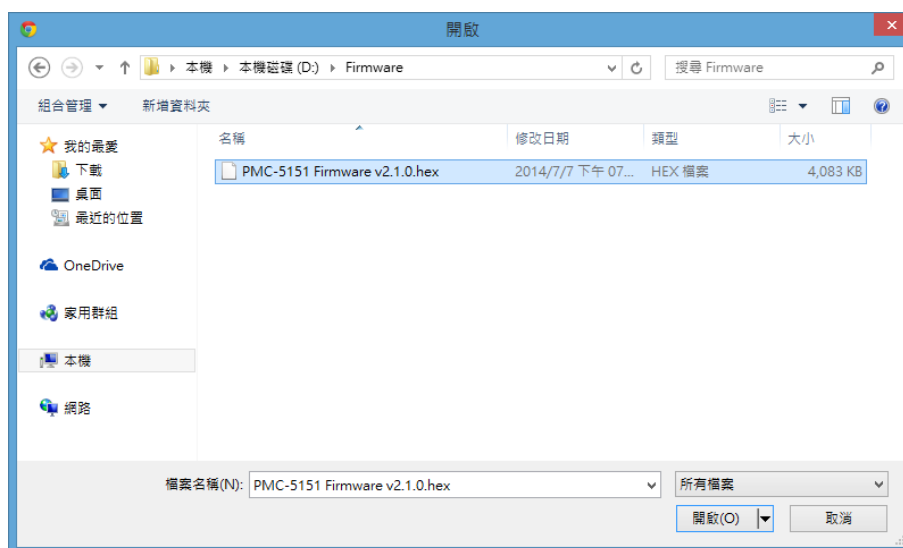 開啟
本機 本機磁碟 (D:) Firmware
搜尋 Firmware
組合管理 新增資料夾
名稱 修改日期 類型 大小
PMC-5151 Firmware v2.1.0.hex 2014/7/7 下午 07... HEX 檔案 4,083 KB
我的最愛
下載
桌面
最近的位置
OneDrive
家用群組
本機
網路
檔案名稱(N): PMC-5151 Firmware v2.1.0.hex 所有檔案
開啟(O) 取消